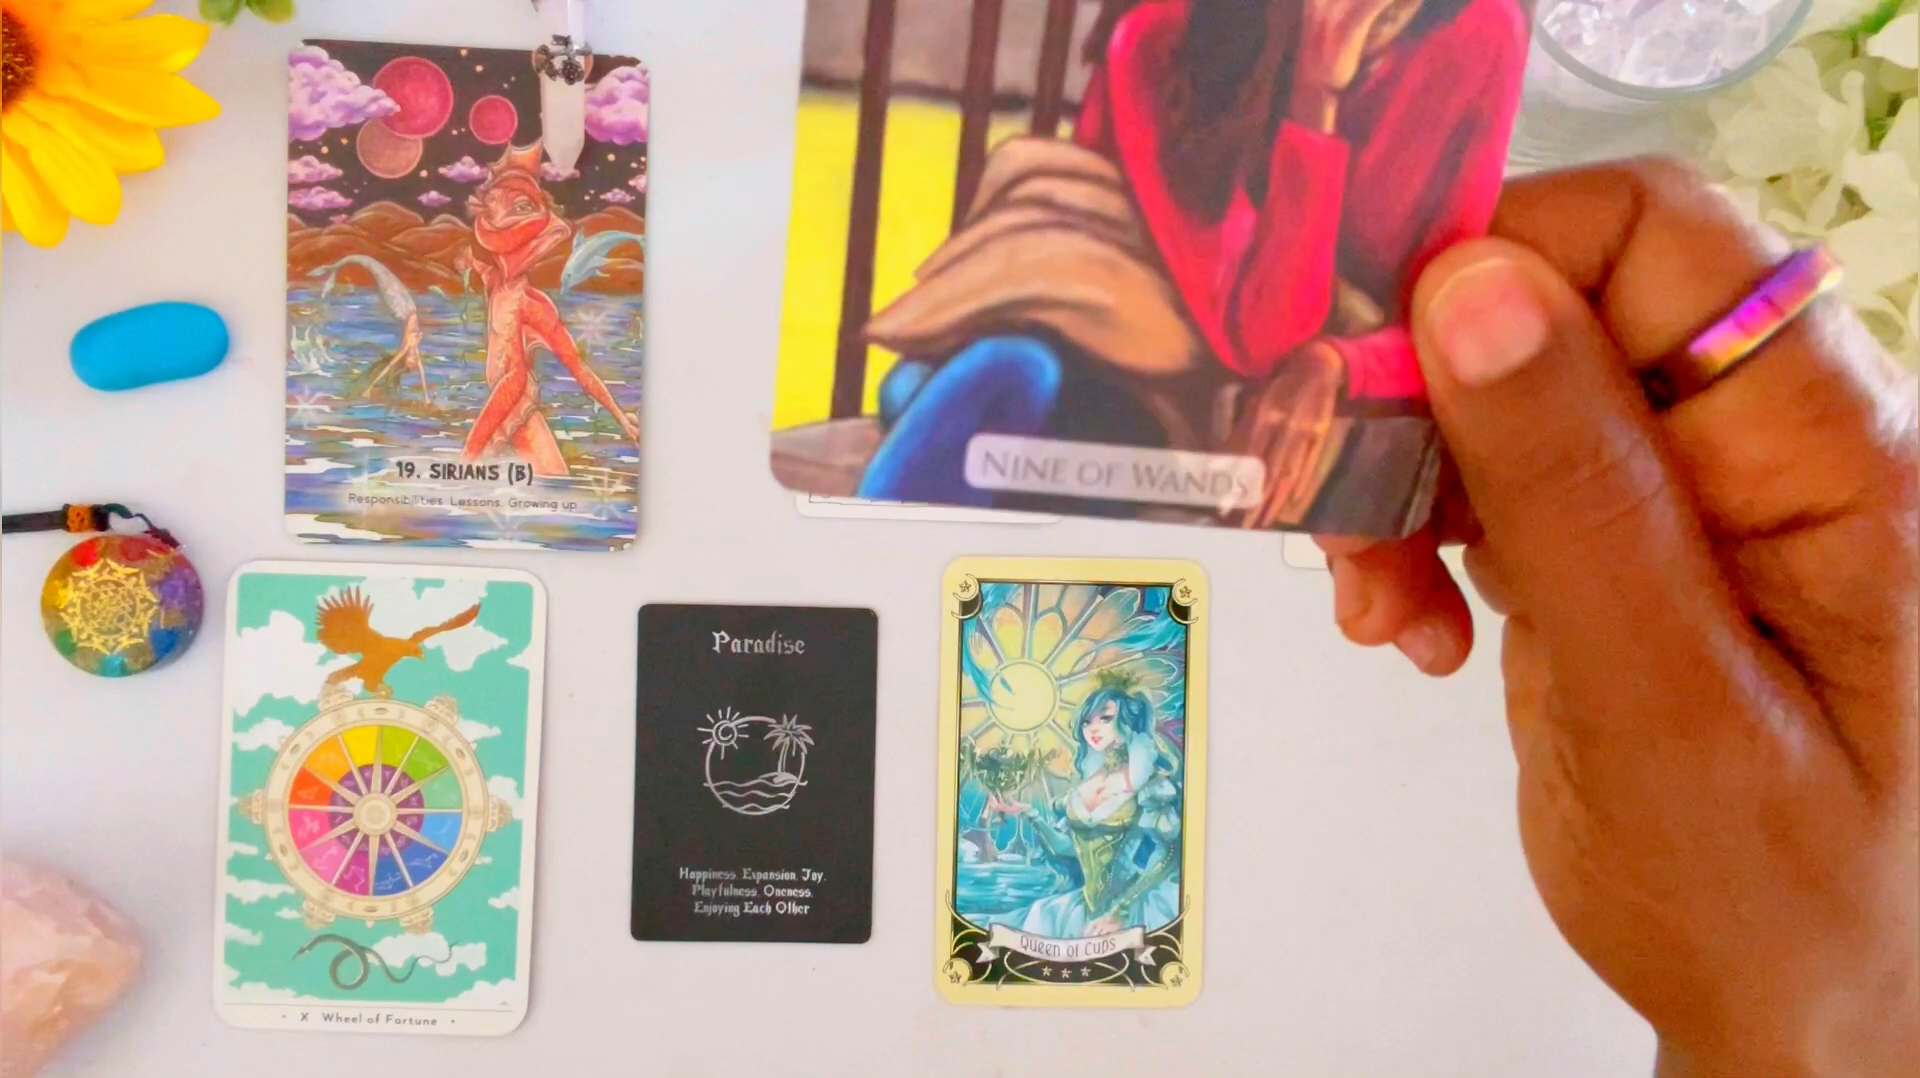 19. SIRIANS (B)
Responsibilities. Lessons. Growing up
NINE OF WANDS
Paradise
Happiness. Expansion. Joy.
Playfulness. Oneness.
Enjoying Each Other
Queen of Cups
X Wheel of Fortune